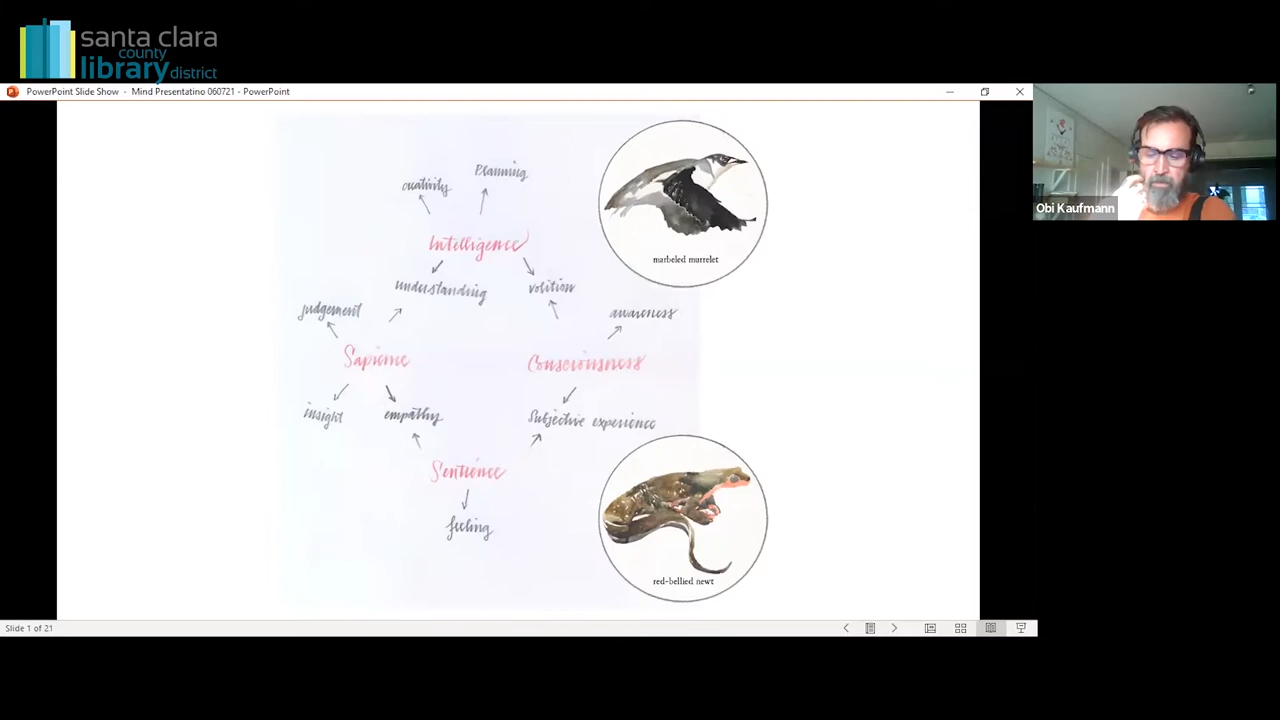 santa clara
county
library district
PowerPoint Slide Show - Mind Presentatino 060721 - PowerPoint
Planning
creativity
Intelligence
understanding
volition
marbeled murrelet
judgement
awareness
Sapience
Consciousness
insight
empathy
Subjective experience
Sentience
feeling
red-bellied newt
Obi Kaufmann
Slide 1 of 21